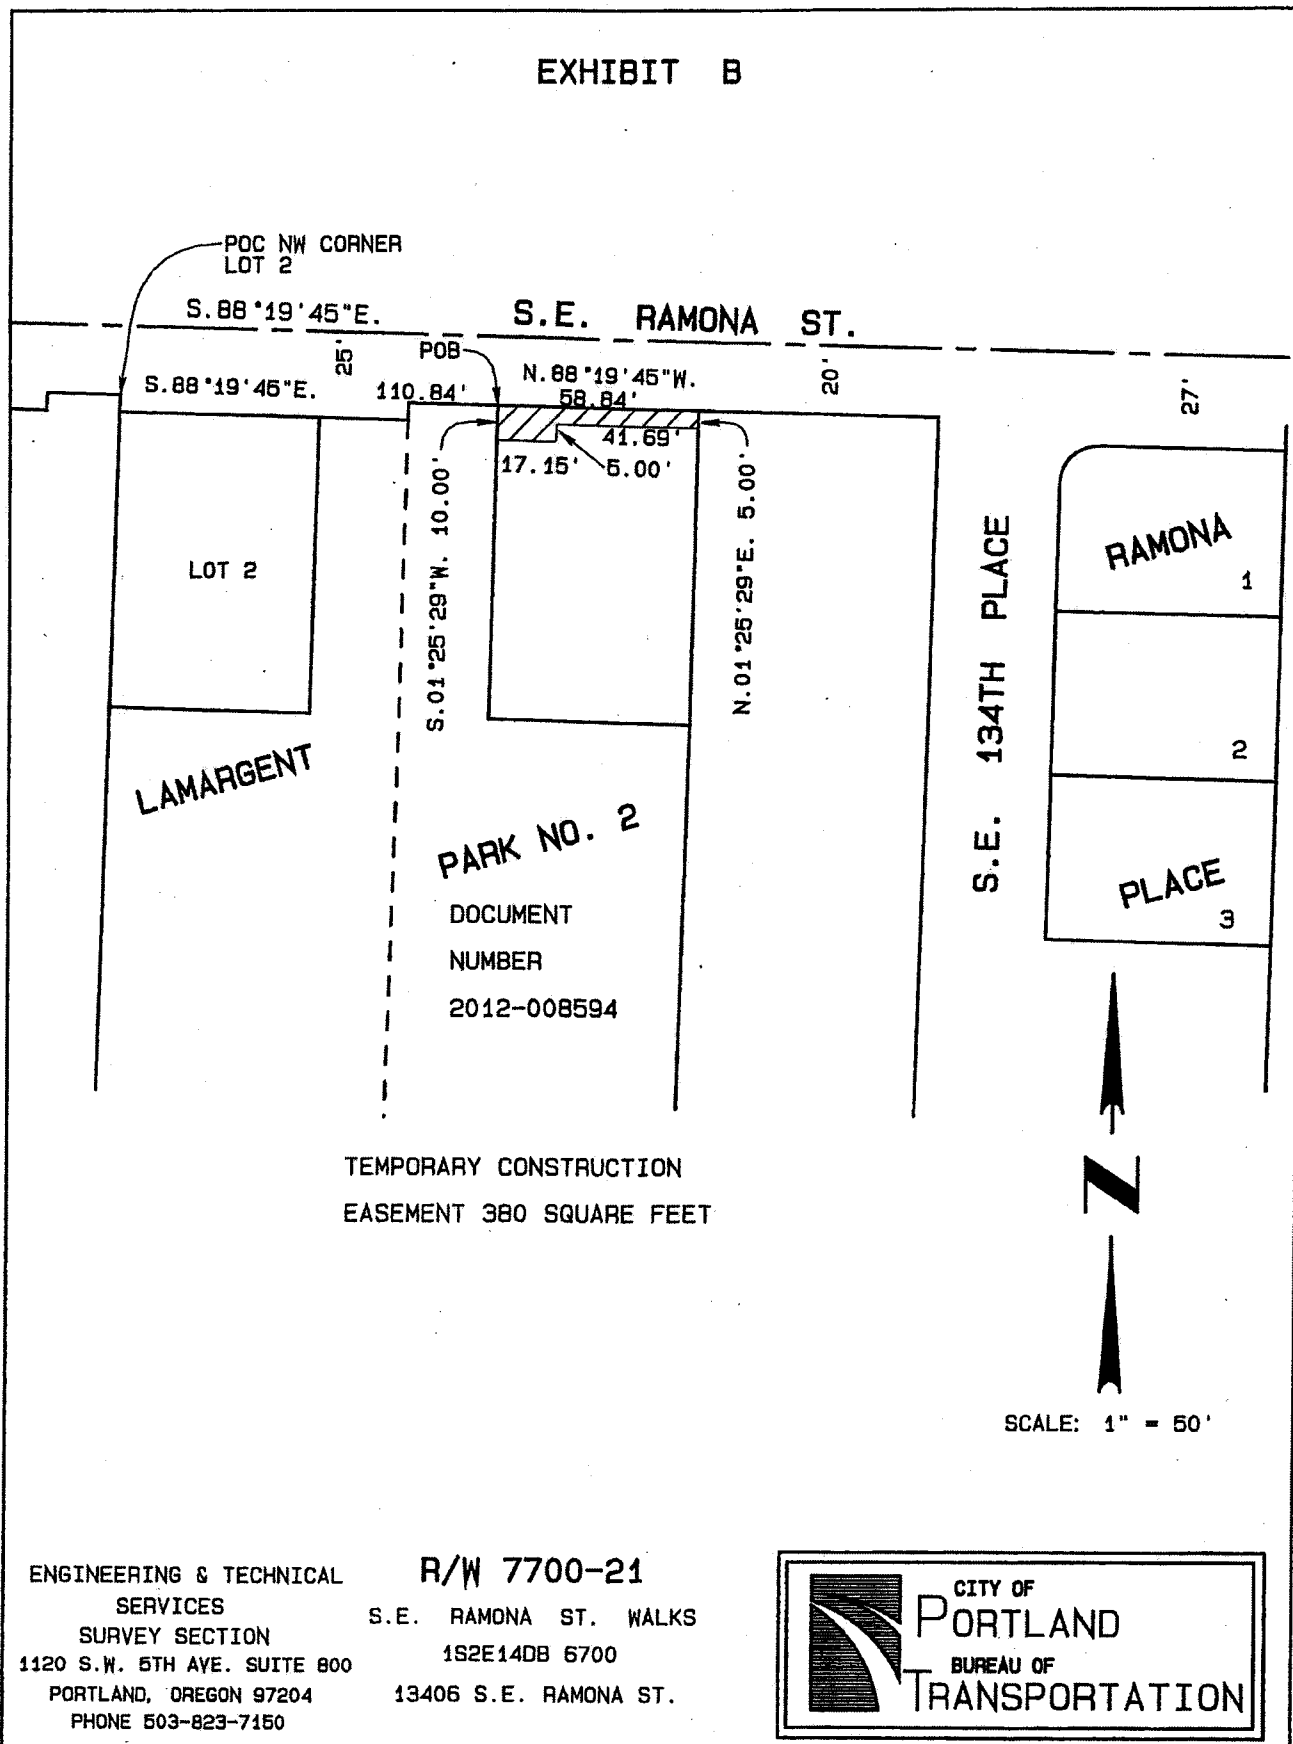 EXHIBIT B
POC NW CORNER
LOT 2
S.88°19'45"E.
S.E. RAMONA ST.
25'
POB
N.88°19'45"W.
20'
27'
S.88°19'45"E.
110.84'
58.84'
41.69'
17.15'
5.00'
S.01°25'29"W. 10.00'
N.01°25'29"E. 5.00'
LOT 2
S.E. 134TH PLACE
RAMONA
1
2
LAMARGENT
PARK NO. 2
PLACE
3
DOCUMENT
NUMBER
2012-008594
TEMPORARY CONSTRUCTION
EASEMENT 380 SQUARE FEET
N
SCALE: 1" = 50'
ENGINEERING & TECHNICAL
SERVICES
SURVEY SECTION
1120 S.W. 5TH AVE. SUITE 800
PORTLAND, OREGON 97204
PHONE 503-823-7150
R/W 7700-21
S.E. RAMONA ST. WALKS
1S2E14DB 6700
13406 S.E. RAMONA ST.
CITY OF
PORTLAND
BUREAU OF
TRANSPORTATION